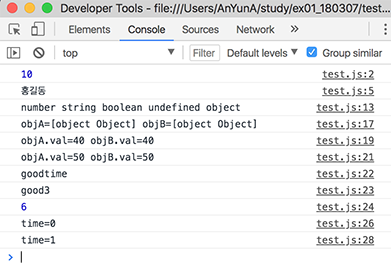 Developer Tools - file:///Users/AnYunA/study/ex01_180307/test...
Elements Console Sources Network »
top Filter Default levels ▼ Group similar
10 test.js:2
홍길동 test.js:5
number string boolean undefined object test.js:13
objA=[object Object] objB=[object Object] test.js:17
objA.val=40 objB.val=40 test.js:19
objA.val=50 objB.val=50 test.js:21
goodtime test.js:22
good3 test.js:23
6 test.js:24
time=0 test.js:26
time=1 test.js:28
>